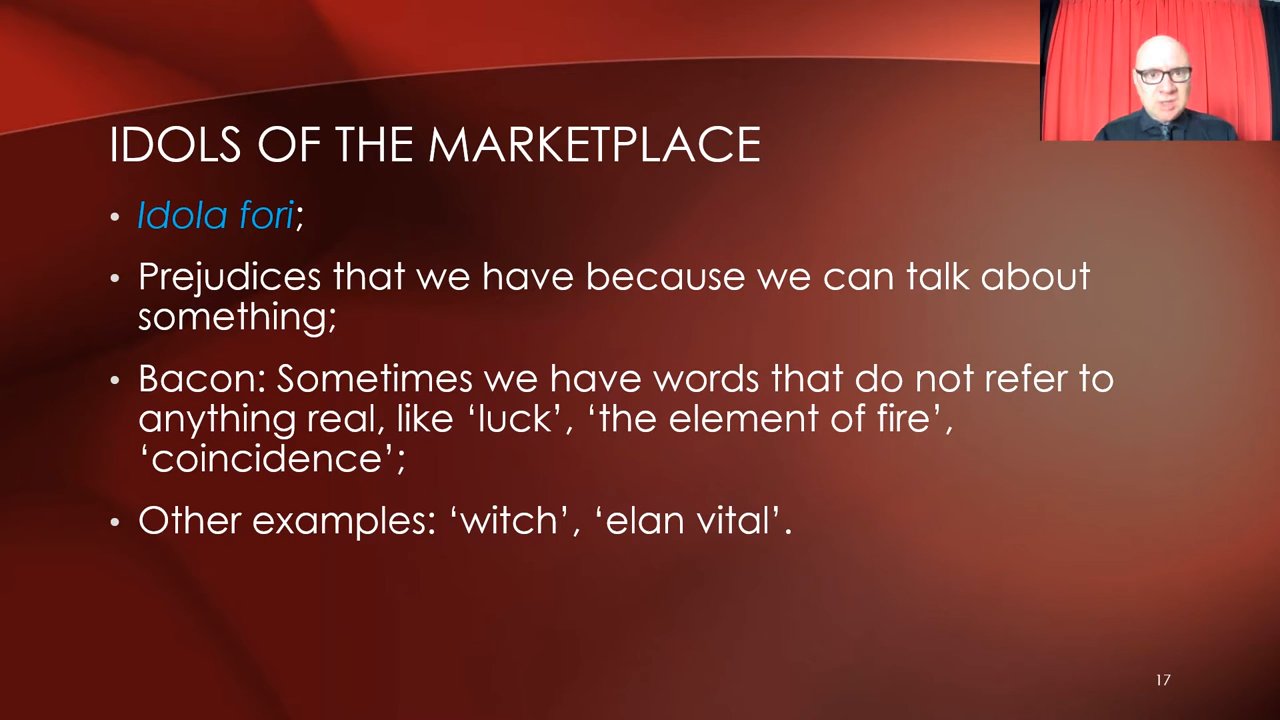 IDOLS OF THE MARKETPLACE
• Idola fori;
• Prejudices that we have because we can talk about
something;
• Bacon: Sometimes we have words that do not refer to
anything real, like ‘luck’, ‘the element of fire’,
‘coincidence’;
• Other examples: ‘witch’, ‘elan vital’.
17